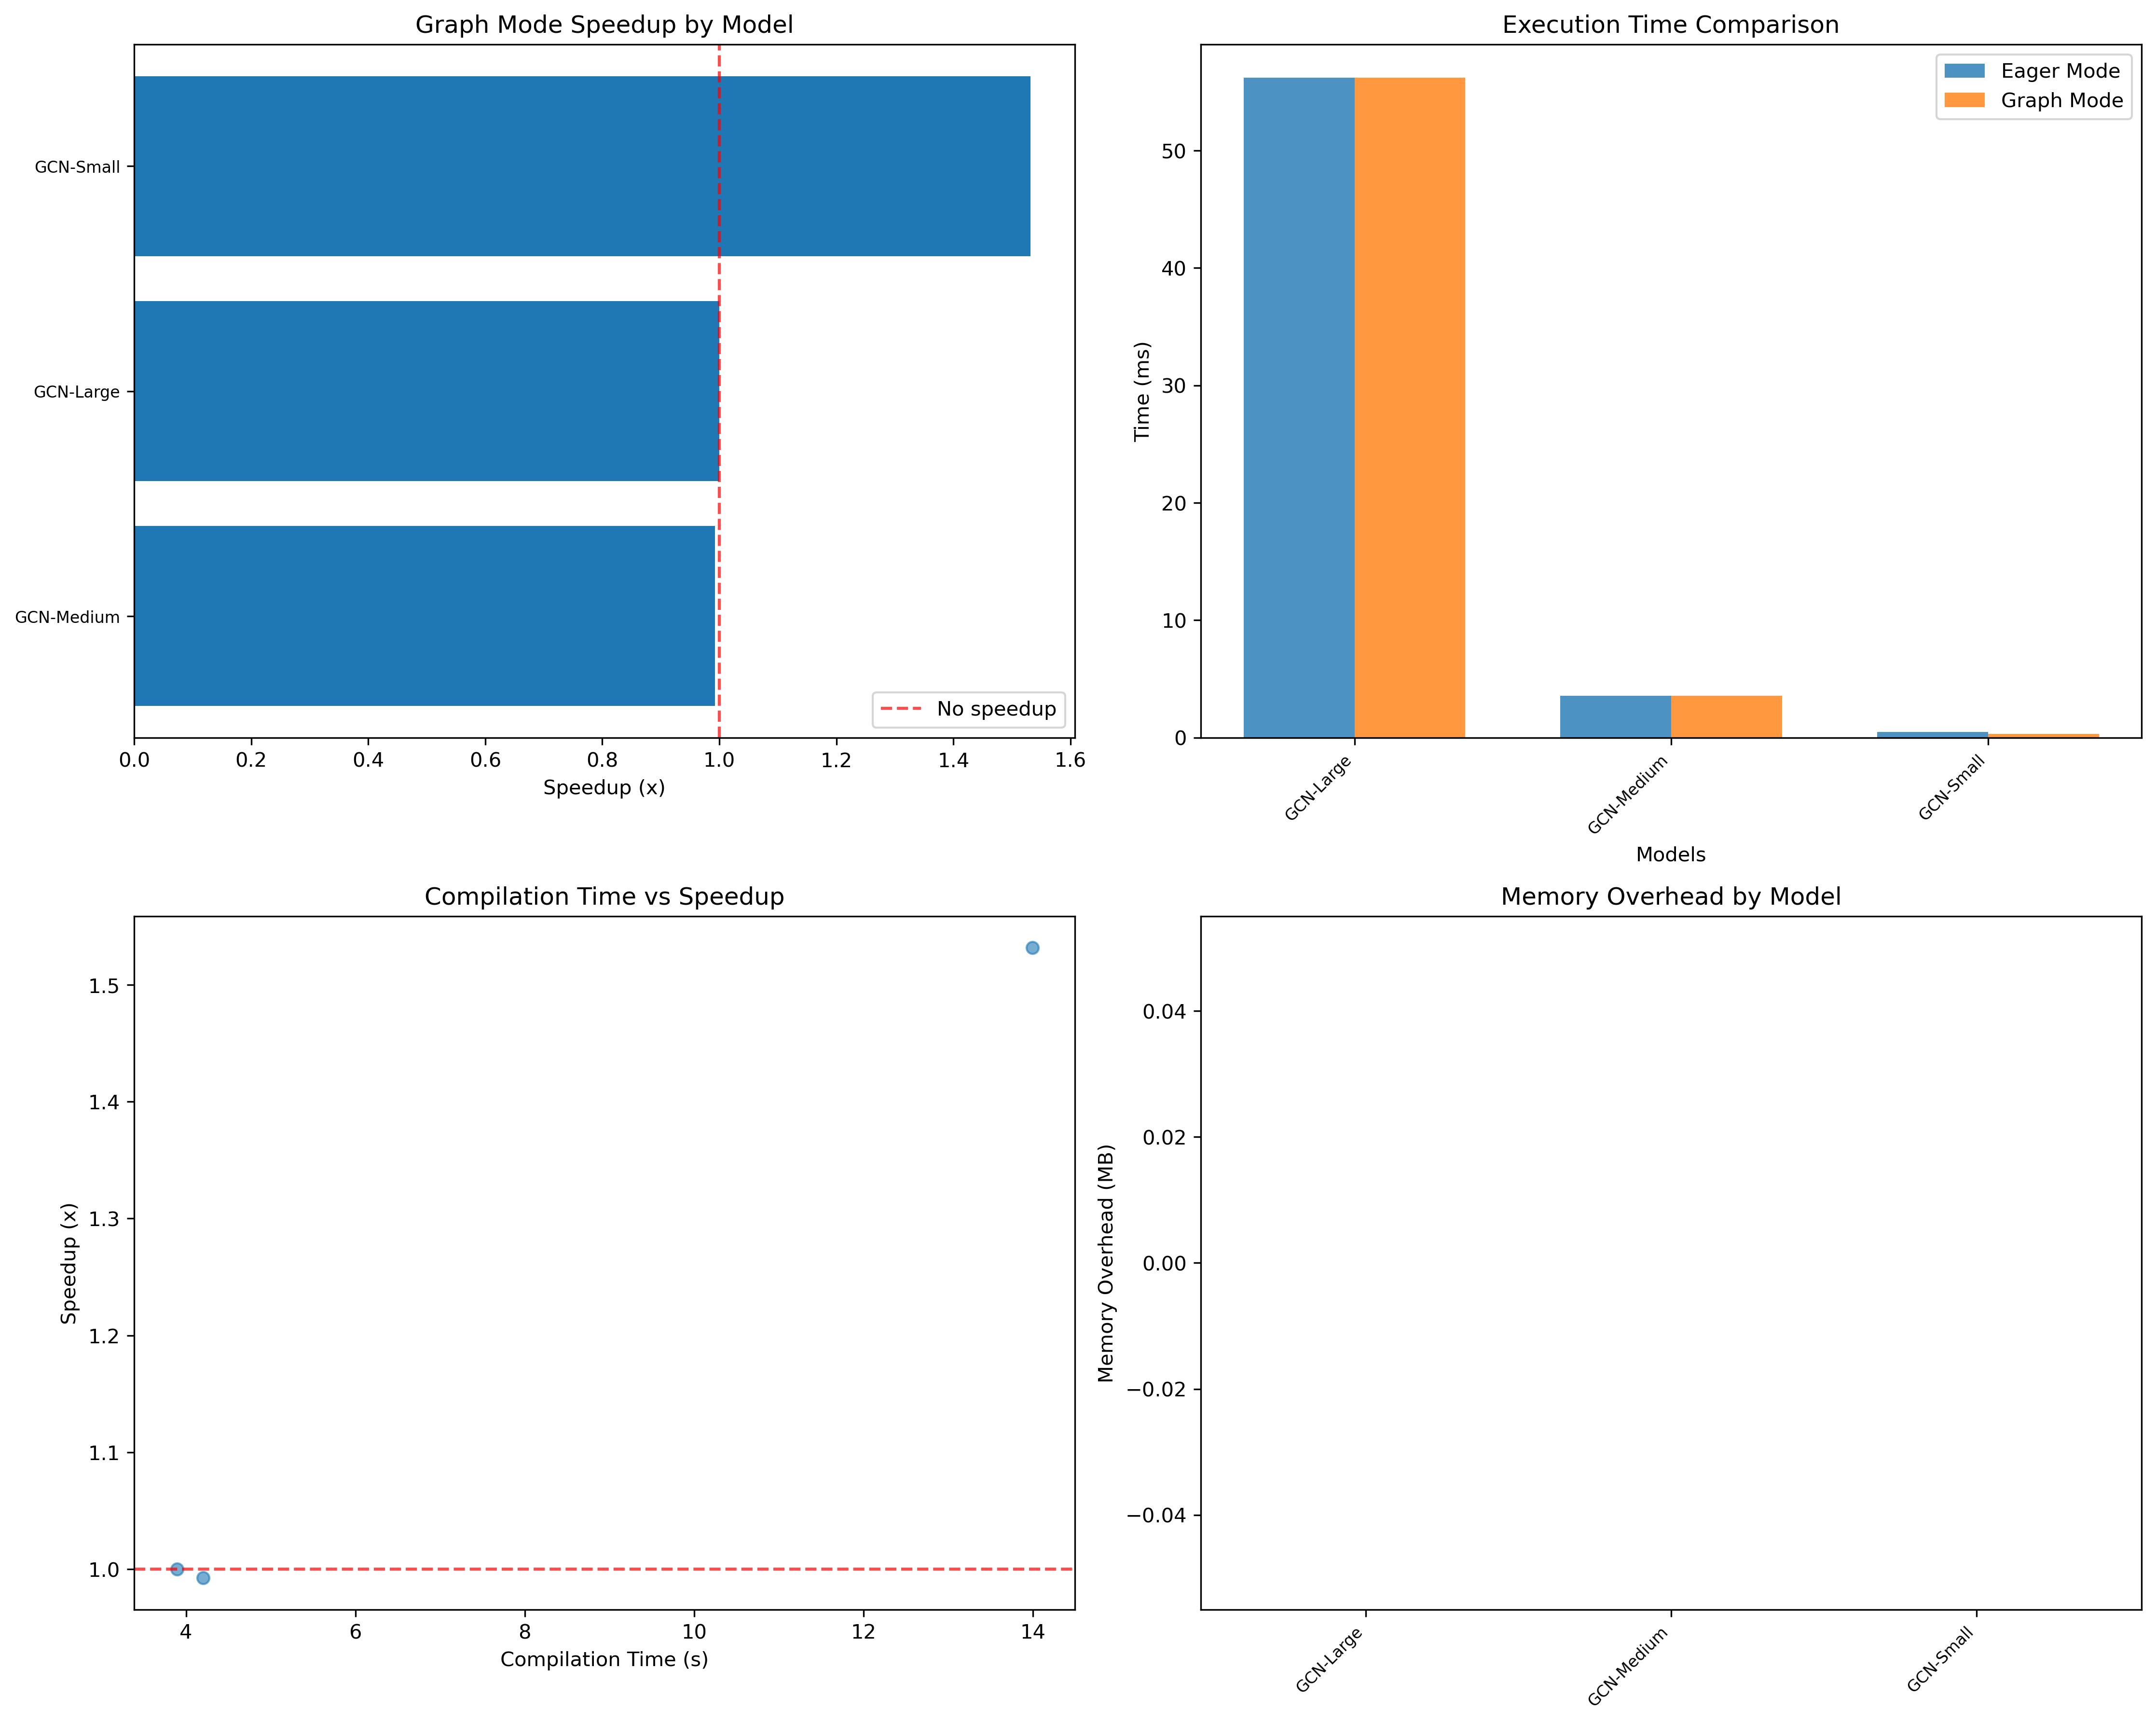 Graph Mode Speedup by Model
GCN-Small
GCN-Large
GCN-Medium
No speedup
0.0 0.2 0.4 0.6 0.8 1.0 1.2 1.4 1.6
Speedup (x)
Execution Time Comparison
Eager Mode
Graph Mode
Time (ms)
50
40
30
20
10
0
GCN-Large GCN-Medium GCN-Small
Models
Compilation Time vs Speedup
Speedup (x)
1.5
1.4
1.3
1.2
1.1
1.0
4 6 8 10 12 14
Compilation Time (s)
Memory Overhead by Model
Memory Overhead (MB)
0.04
0.02
0.00
−0.02
−0.04
GCN-Large GCN-Medium GCN-Small